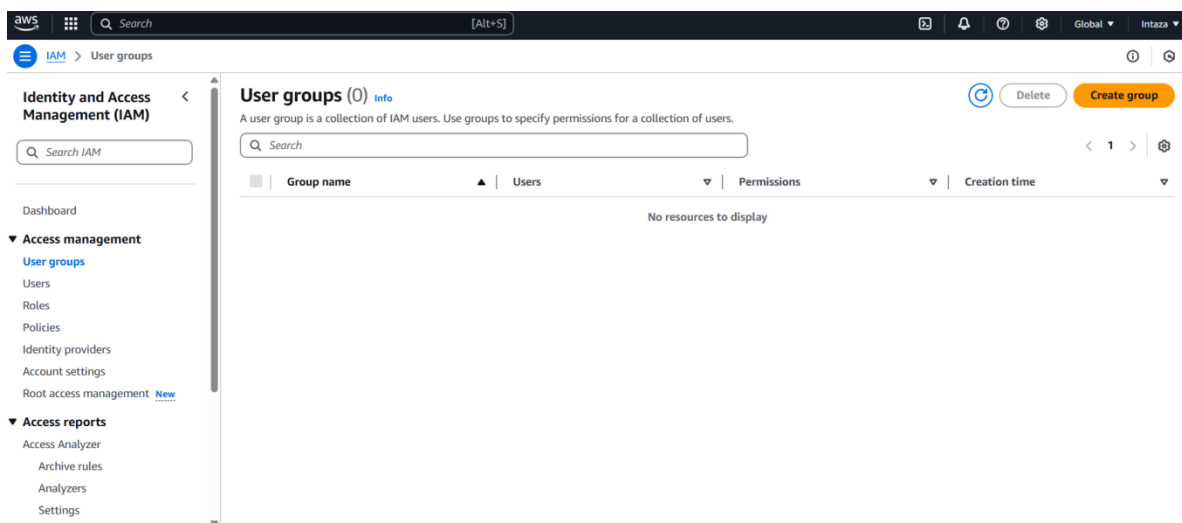 aws
Search
[Alt+S]
Global
Intaza
IAM > User groups
Identity and Access
Management (IAM)
Search IAM
Dashboard
Access management
User groups
Users
Roles
Policies
Identity providers
Account settings
Root access management New
Access reports
Access Analyzer
Archive rules
Analyzers
Settings
User groups (0) Info
Delete
Create group
A user group is a collection of IAM users. Use groups to specify permissions for a collection of users.
Search
1
Group name
Users
Permissions
Creation time
No resources to display